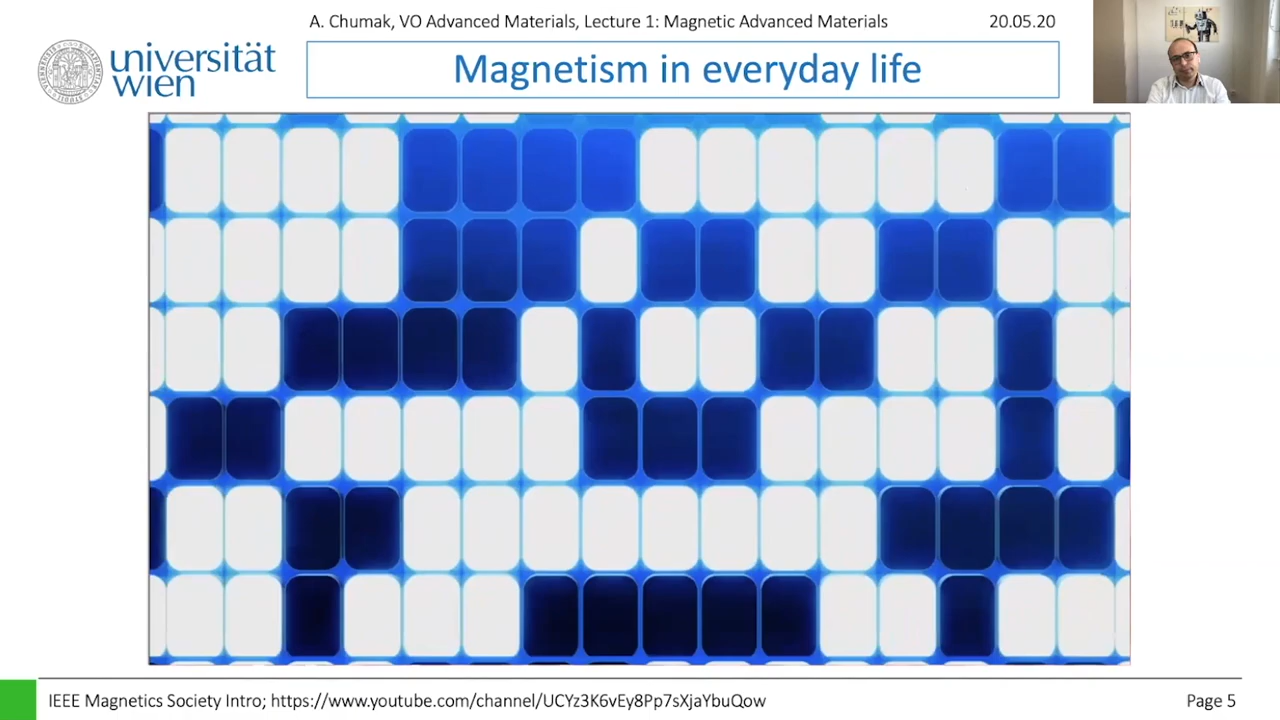 A. Chumak, VO Advanced Materials, Lecture 1: Magnetic Advanced Materials
20.05.20
universität
wien
Magnetism in everyday life
IEEE Magnetics Society Intro; https://www.youtube.com/channel/UCYz3K6vEy8Pp7sXjaYbuQow
Page 5